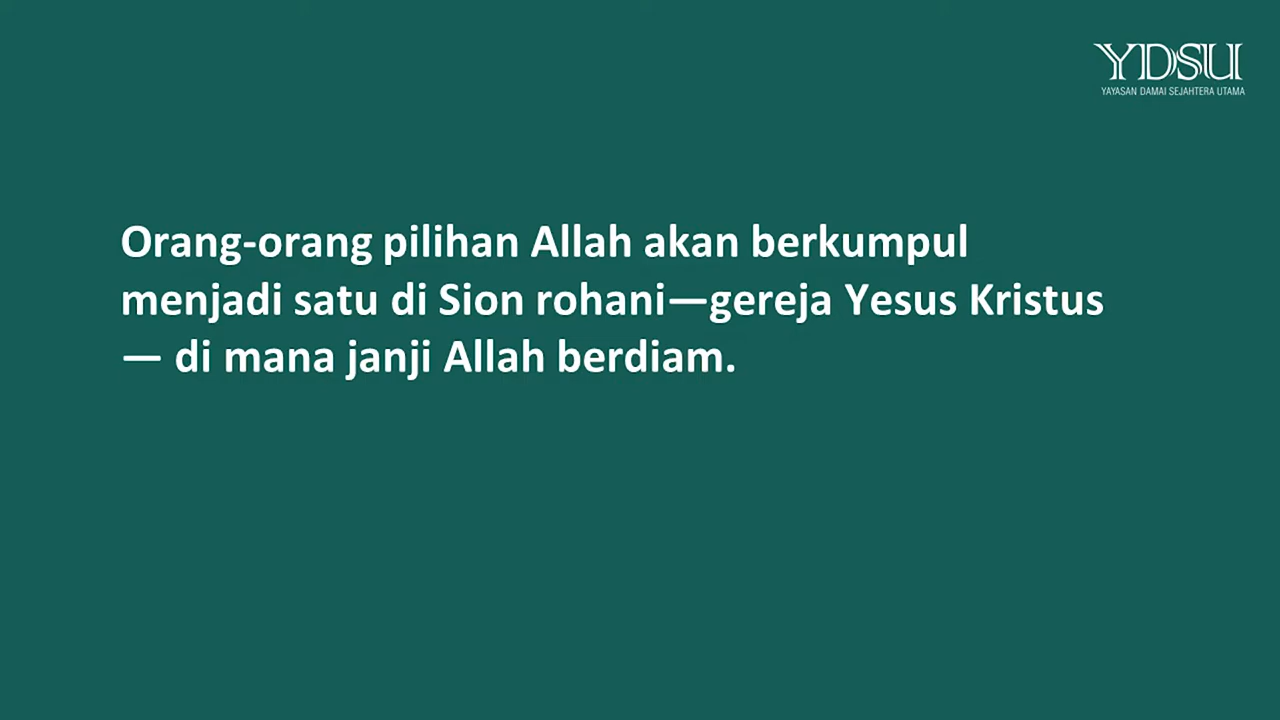 YDSU
YAYASAN DAMAI SEJAHTERA UTAMA
Orang-orang pilihan Allah akan berkumpul
menjadi satu di Sion rohani—gereja Yesus Kristus
— di mana janji Allah berdiam.